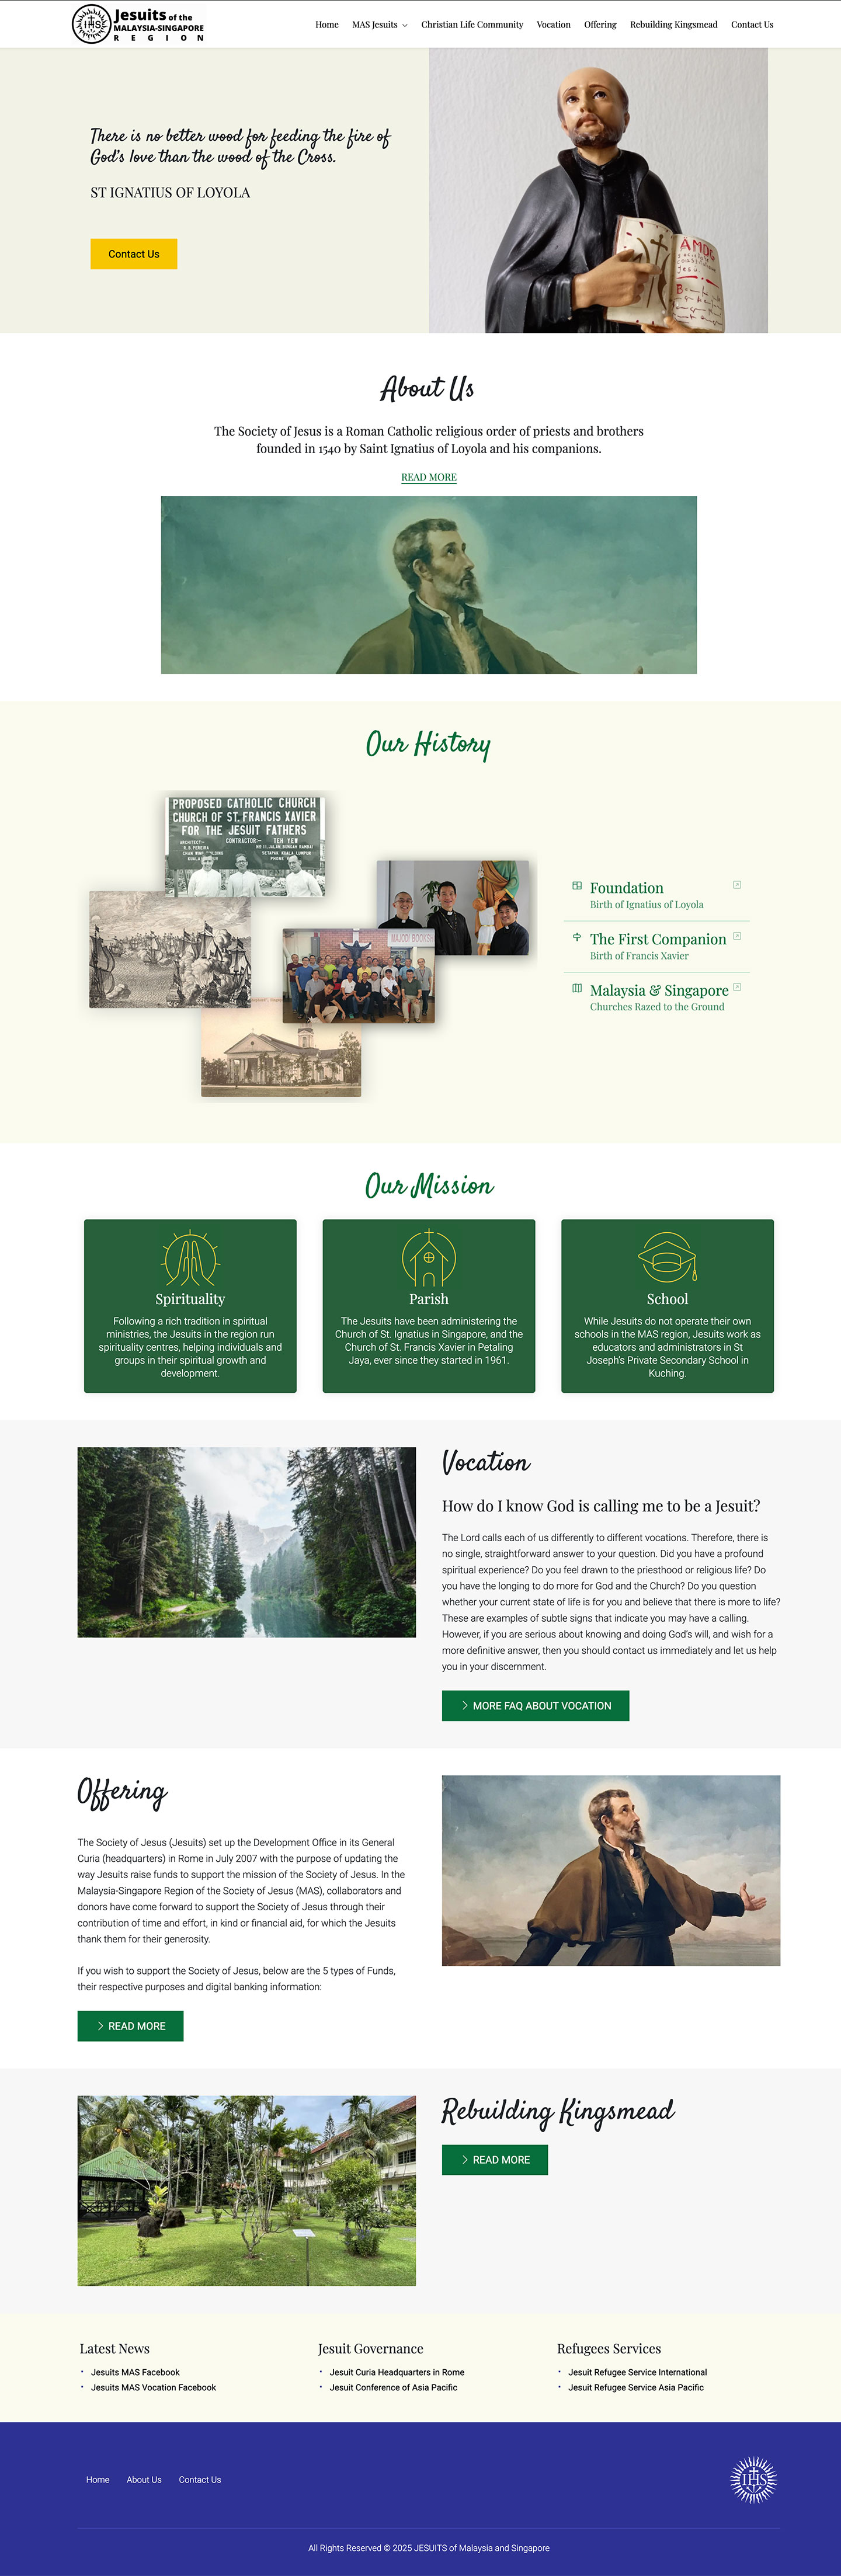 Jesuits of the
MALAYSIA-SINGAPORE
REGION
Home MAS Jesuits Christian Life Community Vocation Offering Rebuilding Kingsmead Contact Us
There is no better wood for feeding the fire of
God's love than the wood of the Cross.
ST IGNATIUS OF LOYOLA
Contact Us
AMOG
Jesu.
IHS
About Us
The Society of Jesus is a Roman Catholic religious order of priests and brothers
founded in 1540 by Saint Ignatius of Loyola and his companions.
READ MORE
Our History
PROPOSED CATHOLIC CHURCH
CHURCH OF ST. FRANCIS XAVIER
FOR THE JESUIT FATHERS
ARCHITECT:- CONTRACTOR:- TEH YEW
MAJODI BOOKSH
Foundation
Birth of Ignatius of Loyola
The First Companion
Birth of Francis Xavier
Malaysia & Singapore
Churches Razed to the Ground
Our Mission
Spirituality
Following a rich tradition in spiritual
ministries, the Jesuits in the region run
spirituality centres, helping individuals and
groups in their spiritual growth and
development.
Parish
The Jesuits have been administering the
Church of St. Ignatius in Singapore, and the
Church of St. Francis Xavier in Petaling
Jaya, ever since they started in 1961.
School
While Jesuits do not operate their own
schools in the MAS region, Jesuits work as
educators and administrators in St
Joseph's Private Secondary School in
Kuching.
Vocation
How do I know God is calling me to be a Jesuit?
The Lord calls each of us differently to different vocations. Therefore, there is
no single, straightforward answer to your question. Did you have a profound
spiritual experience? Do you feel drawn to the priesthood or religious life? Do
you have the longing to do more for God and the Church? Do you question
whether your current state of life is for you and believe that there is more to life?
These are examples of subtle signs that indicate you may have a calling.
However, if you are serious about knowing and doing God's will, and wish for a
more definitive answer, then you should contact us immediately and let us help
you in your discernment.
MORE FAQ ABOUT VOCATION
Offering
The Society of Jesus (Jesuits) set up the Development Office in its General
Curia (headquarters) in Rome in July 2007 with the purpose of updating the
way Jesuits raise funds to support the mission of the Society of Jesus. In the
Malaysia-Singapore Region of the Society of Jesus (MAS), collaborators and
donors have come forward to support the Society of Jesus through their
contribution of time and effort, in kind or financial aid, for which the Jesuits
thank them for their generosity.
If you wish to support the Society of Jesus, below are the 5 types of Funds,
their respective purposes and digital banking information:
READ MORE
Rebuilding Kingsmead
READ MORE
Latest News
Jesuits MAS Facebook
Jesuits MAS Vocation Facebook
Jesuit Governance
Jesuit Curia Headquarters in Rome
Jesuit Conference of Asia Pacific
Refugees Services
Jesuit Refugee Service International
Jesuit Refugee Service Asia Pacific
Home About Us Contact Us
IHS
All Rights Reserved © 2025 JESUITS of Malaysia and Singapore